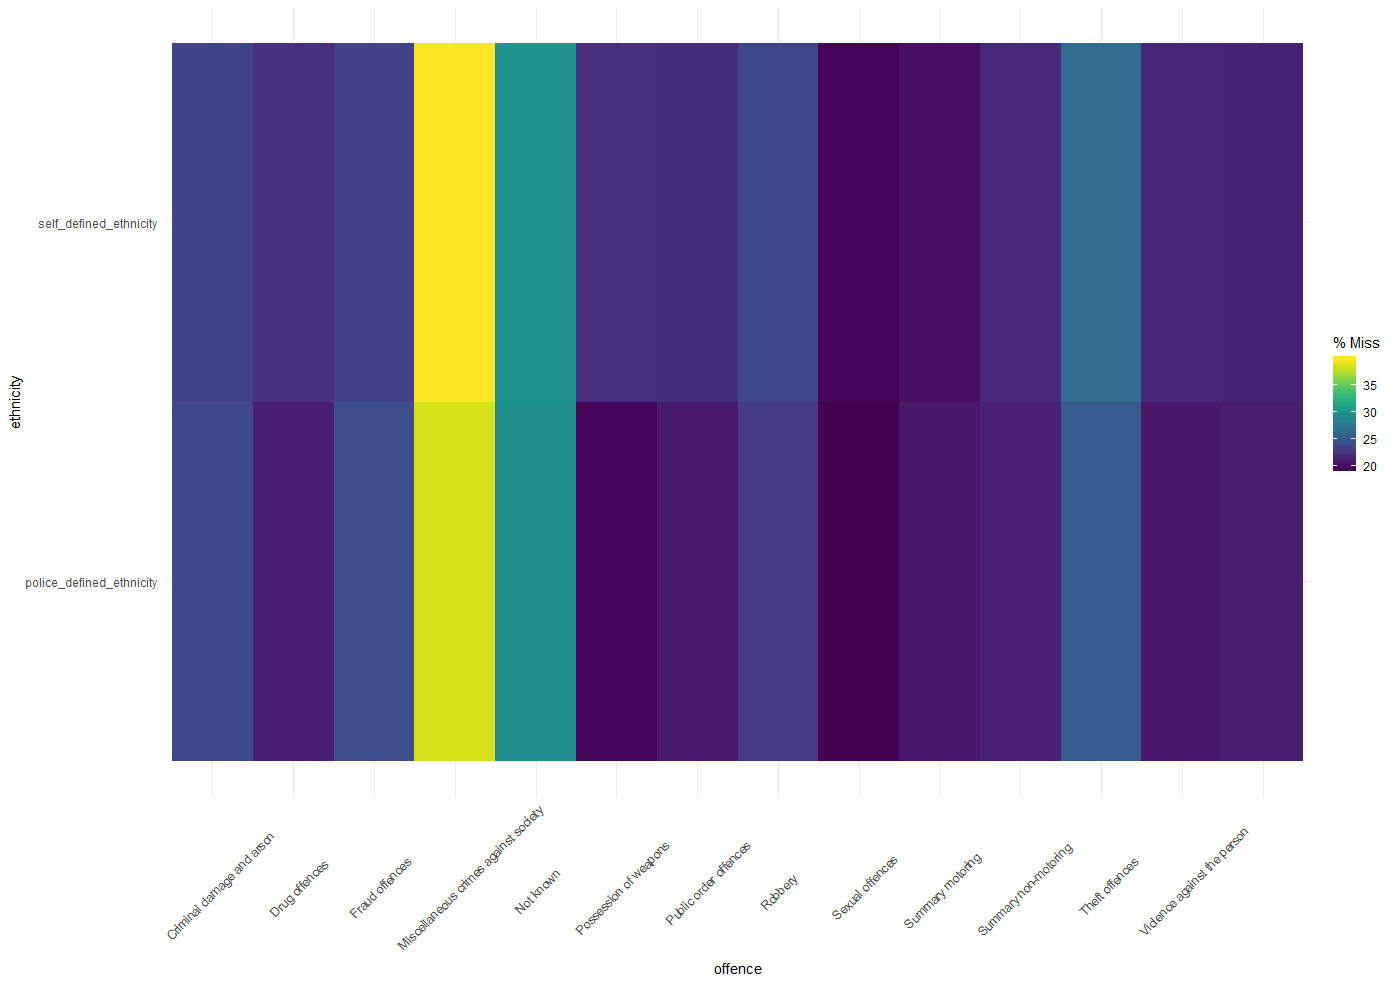 self_defined_ethnicity
police_defined_ethnicity
ethnicity
% Miss
35
30
25
20
Criminal damage and arson
Drug offences
Fraud offences
Miscellaneous crimes against society
Not known
Possession of weapons
Public order offences
Robbery
Sexual offences
Summary motoring
Summary non-motoring
Theft offences
Violence against the person
offence